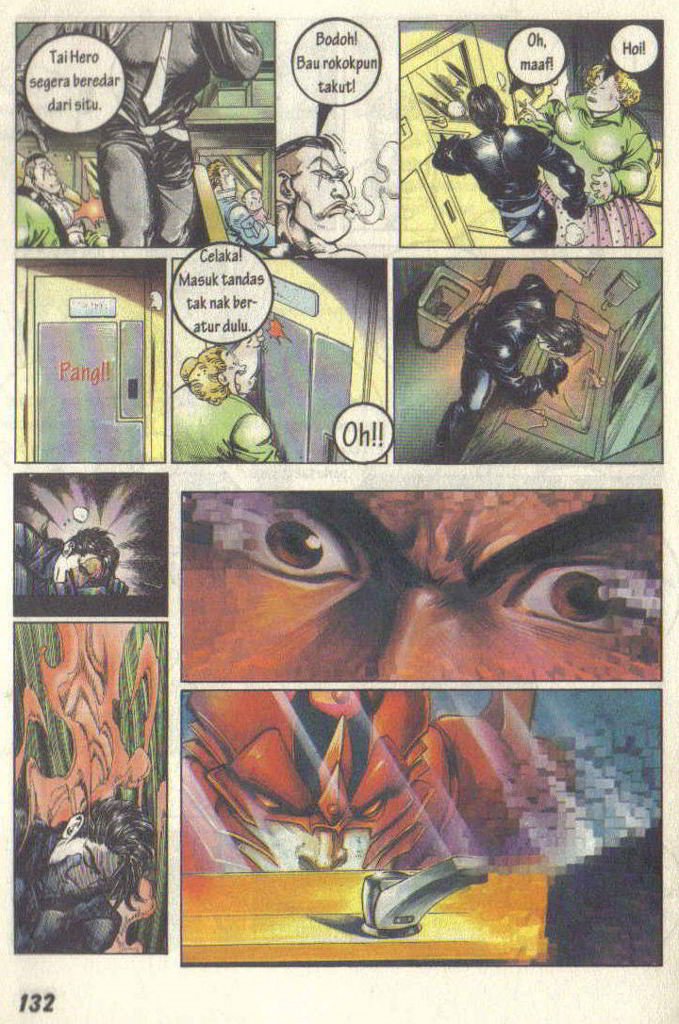 Tai Hero
segera beredar
dari situ.
Bodoh!
Bau rokokpun
takut!
Oh,
maaf!
Hoi!
Pang!!
Celaka!
Masuk tandas
tak nak ber-
atur dulu.
Oh!!
132